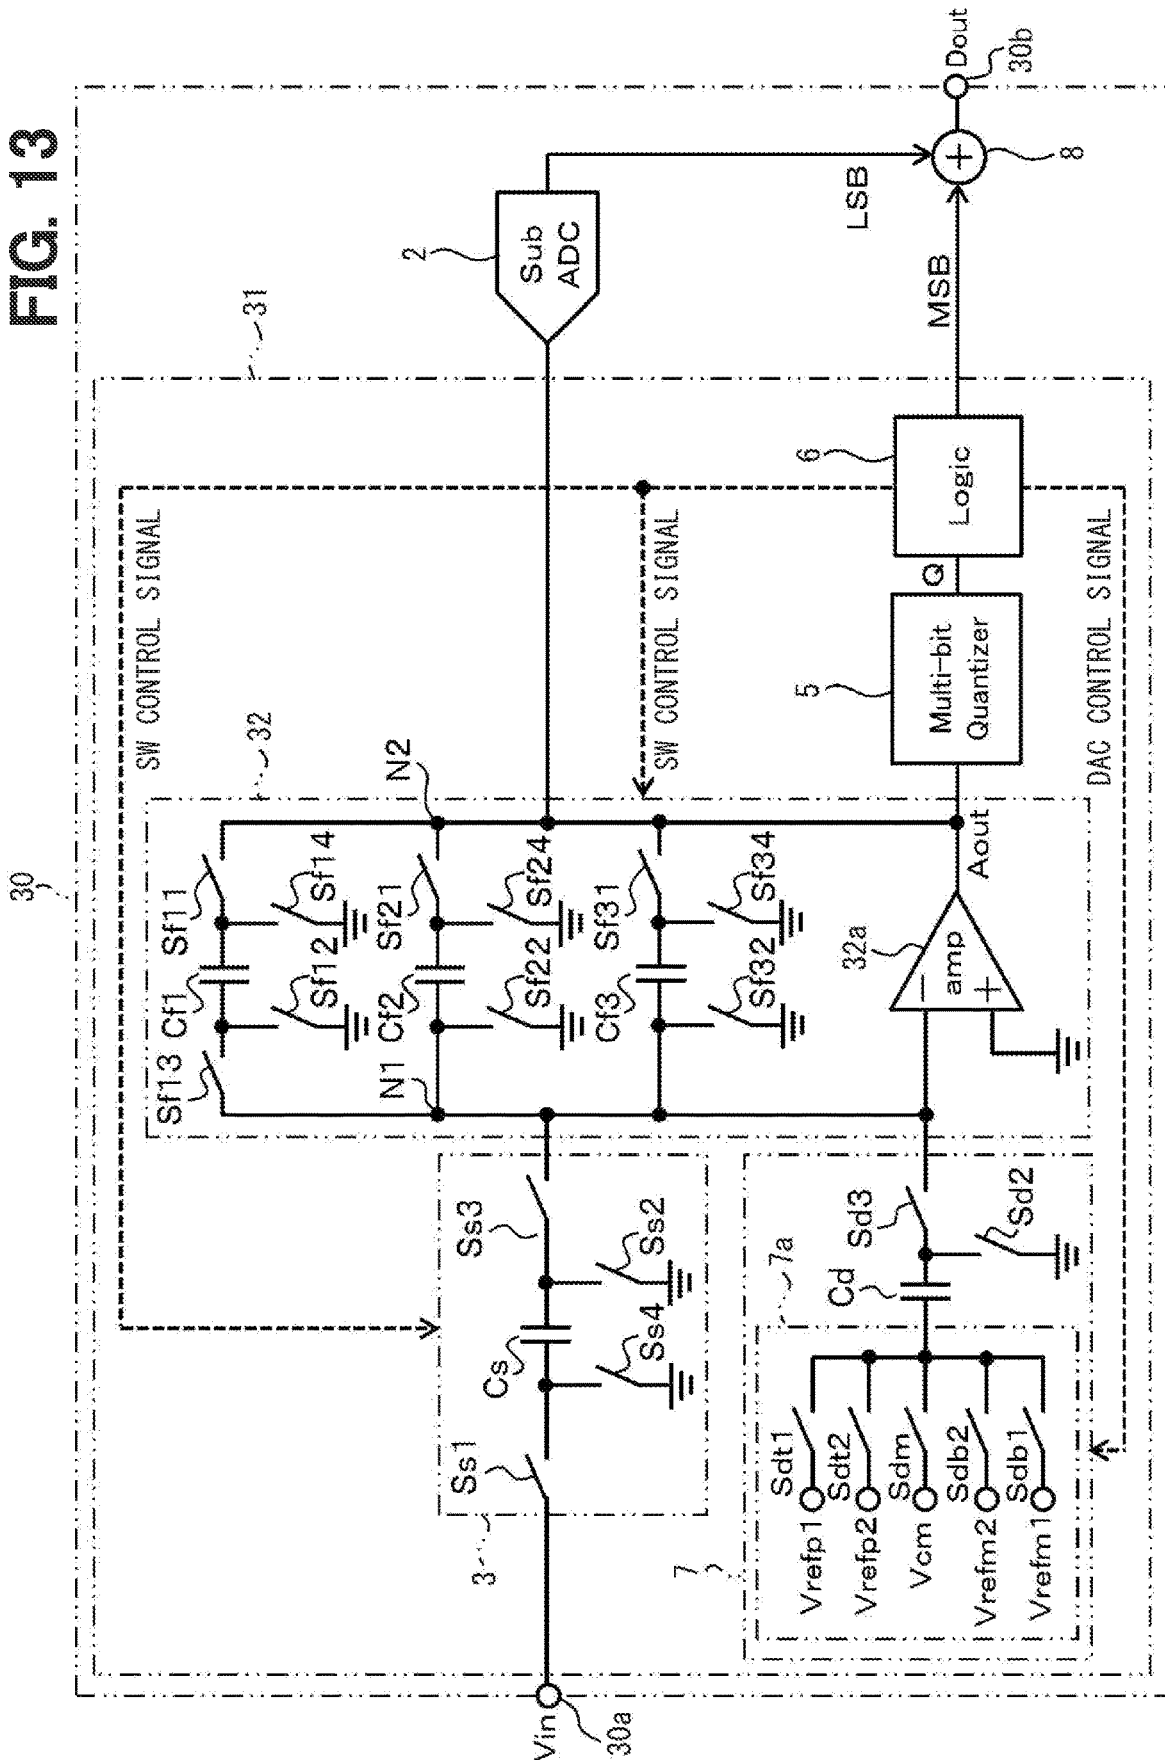 FIG. 13
30
31
SW CONTROL SIGNAL
32
Sf13
Cf1
Sf11
Sf12
Sf14
N1
Cf2
Sf21
N2
Sf22
Sf24
Cf3
Sf31
Sf32
Sf34
SW CONTROL SIGNAL
2
Sub
ADC
3
Ss1
Cs
Ss3
Ss4
Ss2
Vin
30a
7
7a
Sdt1
Vrefp1
Sdt2
Vrefp2
Sdm
Vcm
Sdb2
Vrefm2
Sdb1
Vrefm1
Cd
Sd3
Sd2
32a
−
amp
+
Aout
5
Multi-bit
Quantizer
Q
6
Logic
DAC CONTROL SIGNAL
MSB
LSB
+
8
Dout
30b